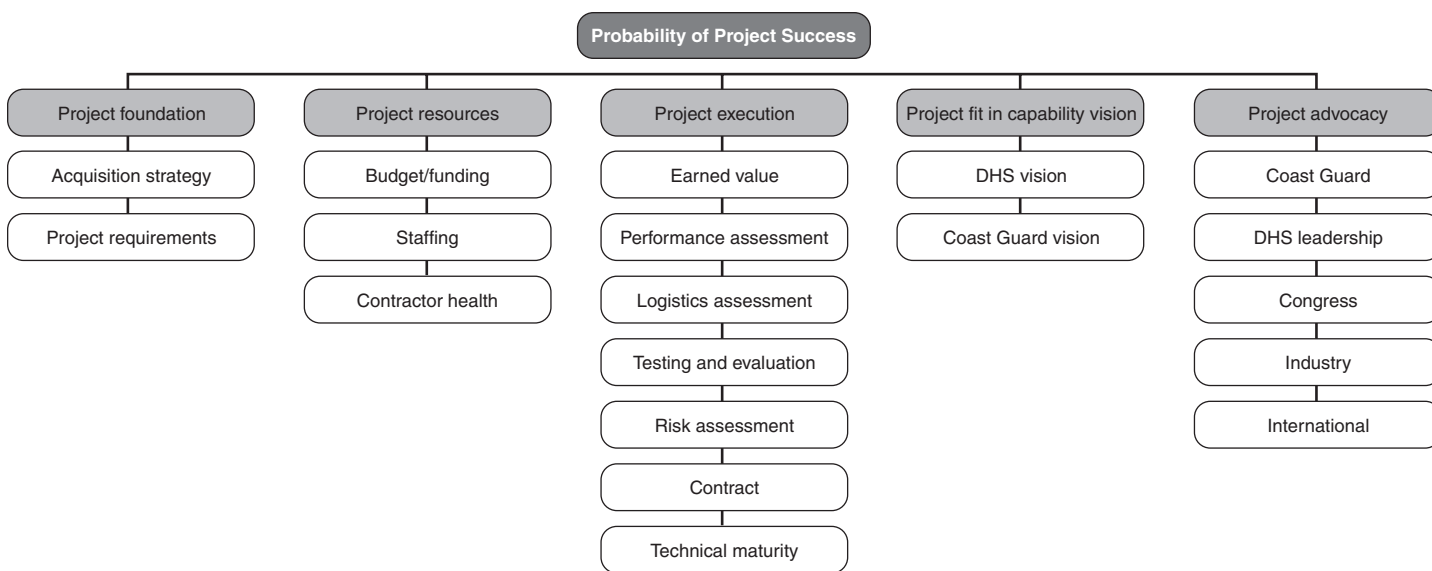 Probability of Project Success
Project foundation
Acquisition strategy
Project requirements
Project resources
Budget/funding
Staffing
Contractor health
Project execution
Earned value
Performance assessment
Logistics assessment
Testing and evaluation
Risk assessment
Contract
Technical maturity
Project fit in capability vision
DHS vision
Coast Guard vision
Project advocacy
Coast Guard
DHS leadership
Congress
Industry
International